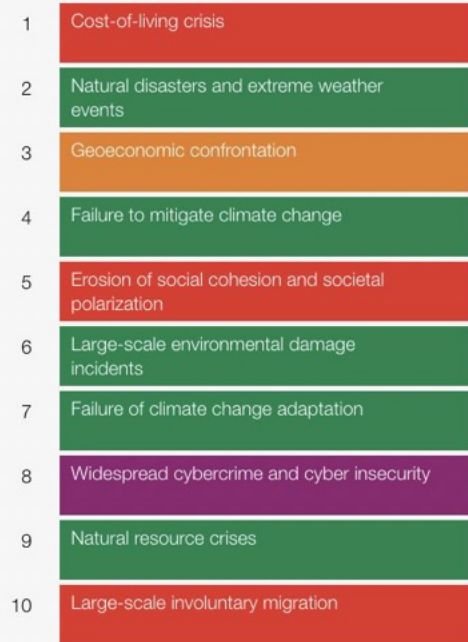 1 Cost-of-living crisis
2 Natural disasters and extreme weather
events
3 Geoeconomic confrontation
4 Failure to mitigate climate change
5 Erosion of social cohesion and societal
polarization
6 Large-scale environmental damage
incidents
7 Failure of climate change adaptation
8 Widespread cybercrime and cyber insecurity
9 Natural resource crises
10 Large-scale involuntary migration